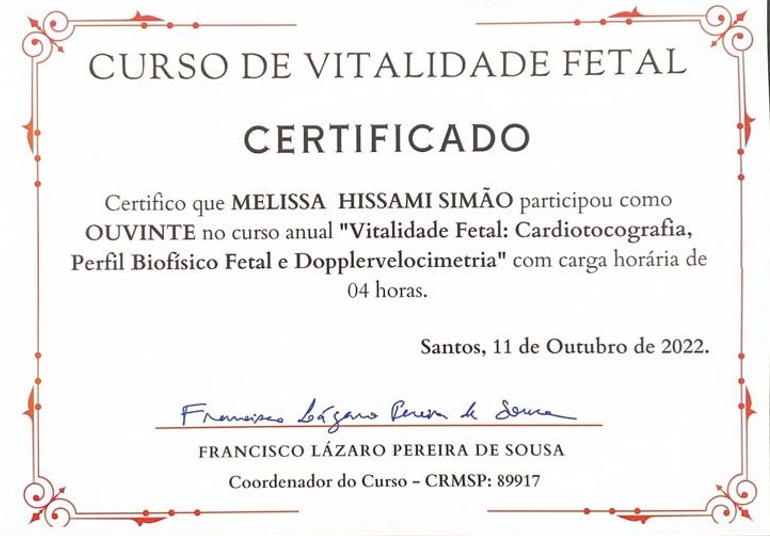 CURSO DE VITALIDADE FETAL
CERTIFICADO
Certifico que MELISSA HISSAMI SIMÃO participou como
OUVINTE no curso anual "Vitalidade Fetal: Cardiotocografia,
Perfil Biofísico Fetal e Dopplervelocimetria" com carga horária de
04 horas.
Santos, 11 de Outubro de 2022.
Francisco Lázaro Pereira de Sousa
FRANCISCO LÁZARO PEREIRA DE SOUSA
Coordenador do Curso - CRMSP: 89917